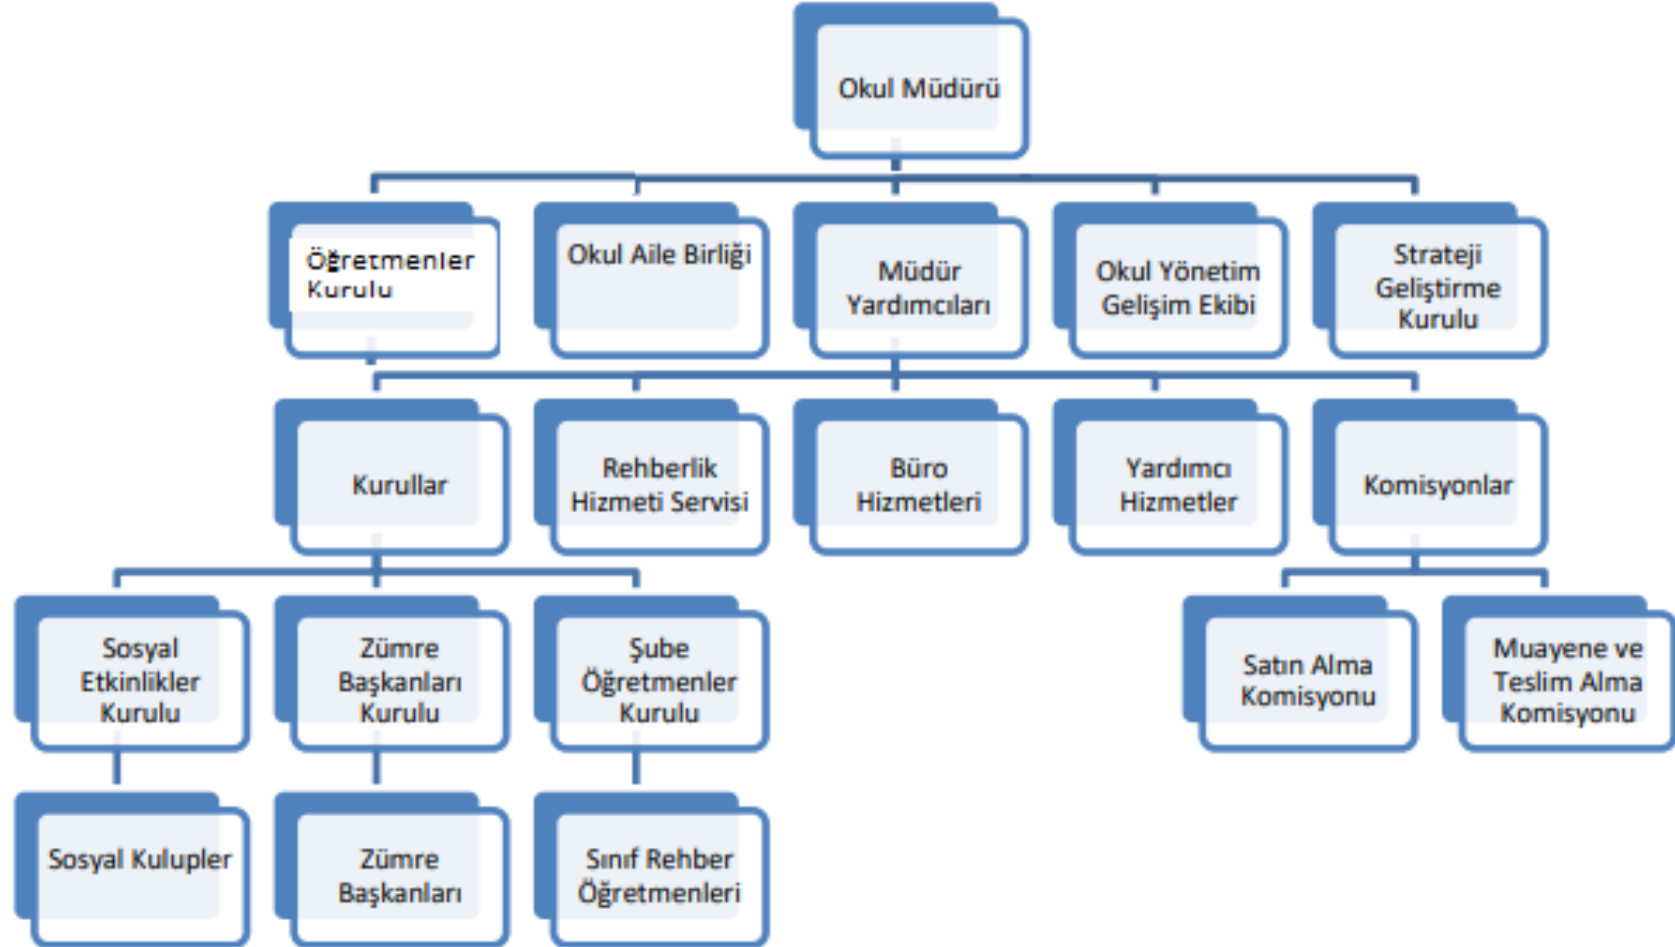 Okul Müdürü
Öğretmenler
Kurulu
Okul Aile Birliği
Müdür
Yardımcıları
Okul Yönetim
Gelişim Ekibi
Strateji
Geliştirme
Kurulu
Kurullar
Rehberlik
Hizmeti Servisi
Büro
Hizmetleri
Yardımcı
Hizmetler
Komisyonlar
Sosyal
Etkinlikler
Kurulu
Zümre
Başkanları
Kurulu
Şube
Öğretmenler
Kurulu
Satın Alma
Komisyonu
Muayene ve
Teslim Alma
Komisyonu
Sosyal Kulupler
Zümre
Başkanları
Sınıf Rehber
Öğretmenleri